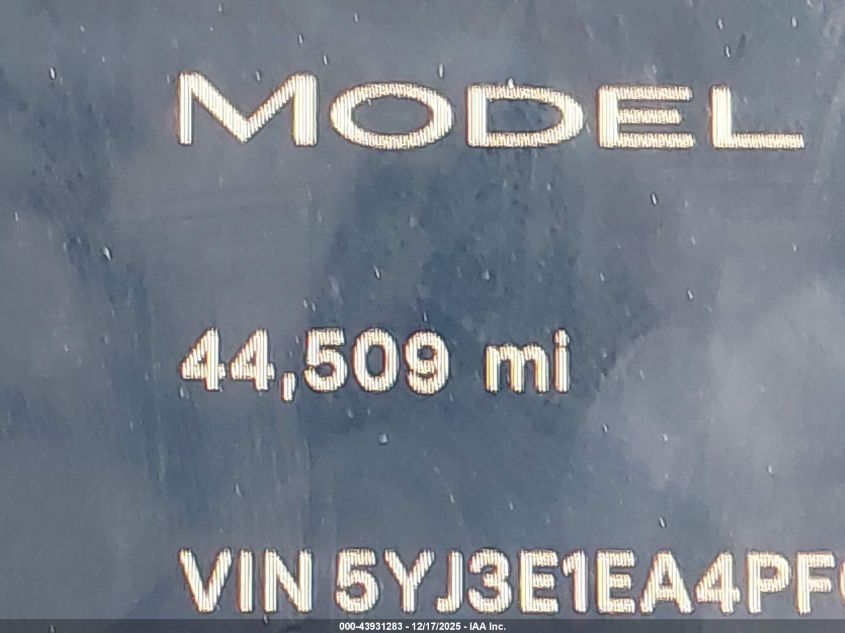 MODEL
44,509 mi
VIN 5YJ3E1EA4PF
000-43931283 - 12/17/2025 - IAA Inc.